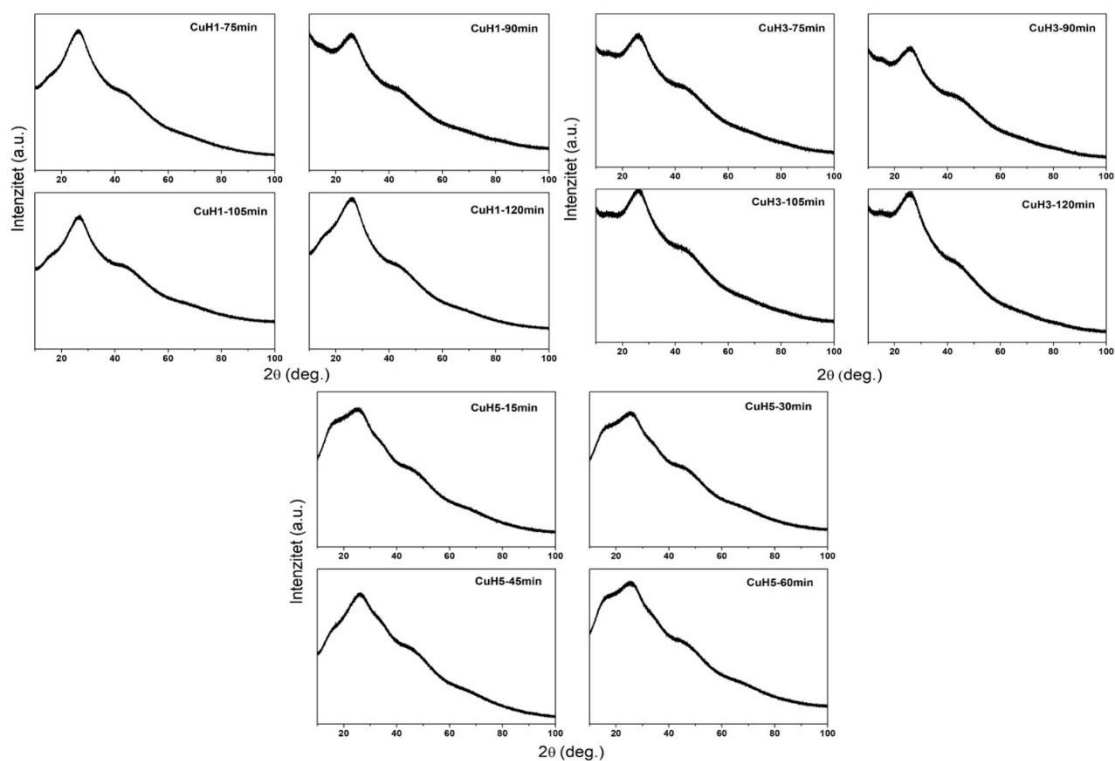 CuH1-75min
CuH1-90min
20 40 60 80 100
20 40 60 80 100
CuH1-105min
CuH1-120min
20 40 60 80 100
20 40 60 80 100
Intenzitet (a.u.)
2θ (deg.)
CuH3-75min
CuH3-90min
20 40 60 80 100
20 40 60 80 100
CuH3-105min
CuH3-120min
20 40 60 80 100
20 40 60 80 100
Intenzitet (a.u.)
2θ (deg.)
CuH5-15min
CuH5-30min
20 40 60 80 100
20 40 60 80 100
CuH5-45min
CuH5-60min
20 40 60 80 100
20 40 60 80 100
Intenzitet (a.u.)
2θ (deg.)